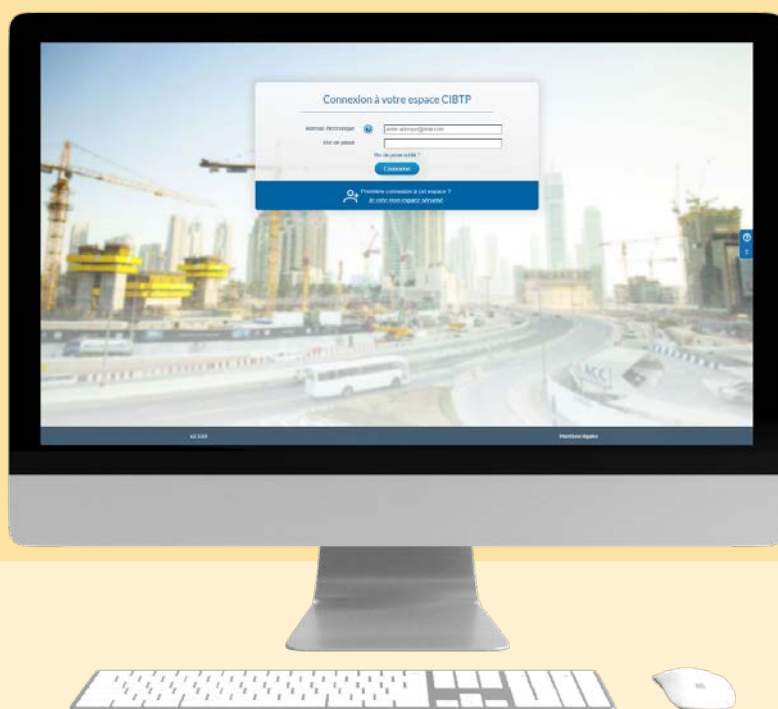 Connexion à votre espace CIBTP
Adresse électronique
Mot de passe
Mot de passe oublié ?
Connexion
Première connexion à cet espace ?
Je crée mon espace sécurisé
?
ACC
Mentions légales